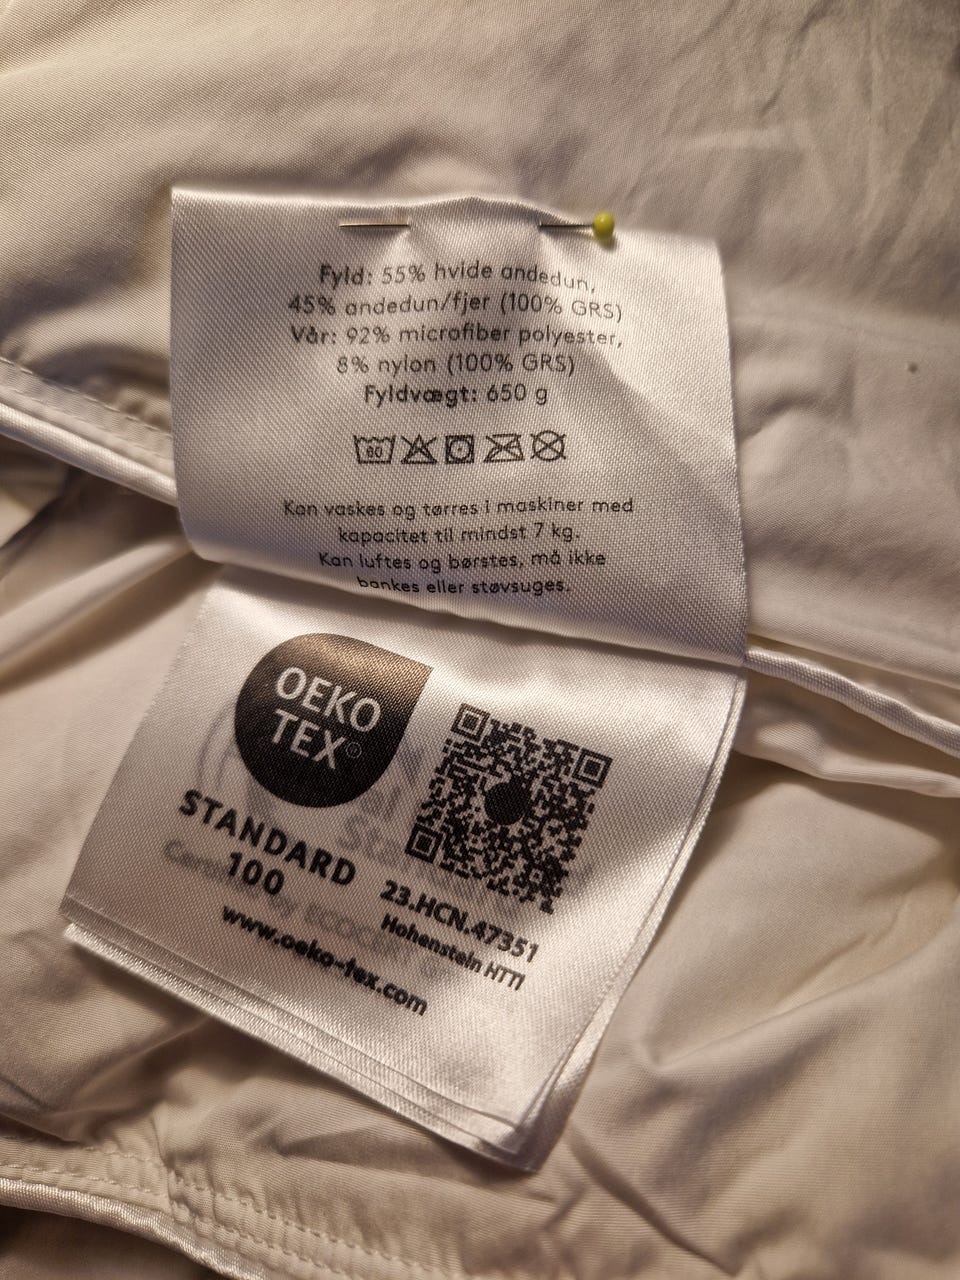 Fyld: 55% hvide andedun,
45% andedun/fjer (100% GRS)
Vår: 92% microfiber polyester,
8% nylon (100% GRS)
Fyldvægt: 650 g
60
Kan vaskes og tørres i maskiner med
kapacitet til mindst 7 kg.
Kan luftes og børstes, må ikke
bankes eller støvsuges.
OEKO
TEX®
STANDARD
100
23.HCN.47351
Hohenstein HTTI
www.oeko-tex.com